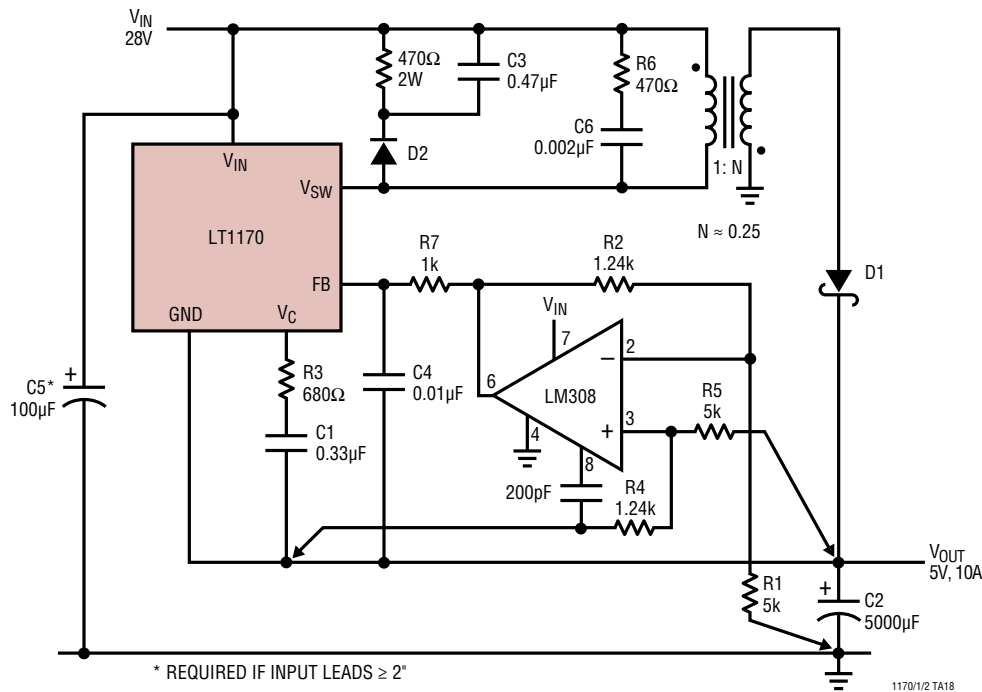 VIN
28V
470Ω
2W
C3
0.47µF
R6
470Ω
C6
0.002µF
D2
1: N
N ≈ 0.25
VIN
VSW
LT1170
FB
GND
VC
R7
1k
R2
1.24k
D1
VIN
7
6
2
–
LM308
3
+
4
8
R5
5k
C5*
100µF
+
R3
680Ω
C4
0.01µF
C1
0.33µF
200pF
R4
1.24k
VOUT
5V, 10A
R1
5k
+
C2
5000µF
* REQUIRED IF INPUT LEADS ≥ 2"
1170/1/2 TA18